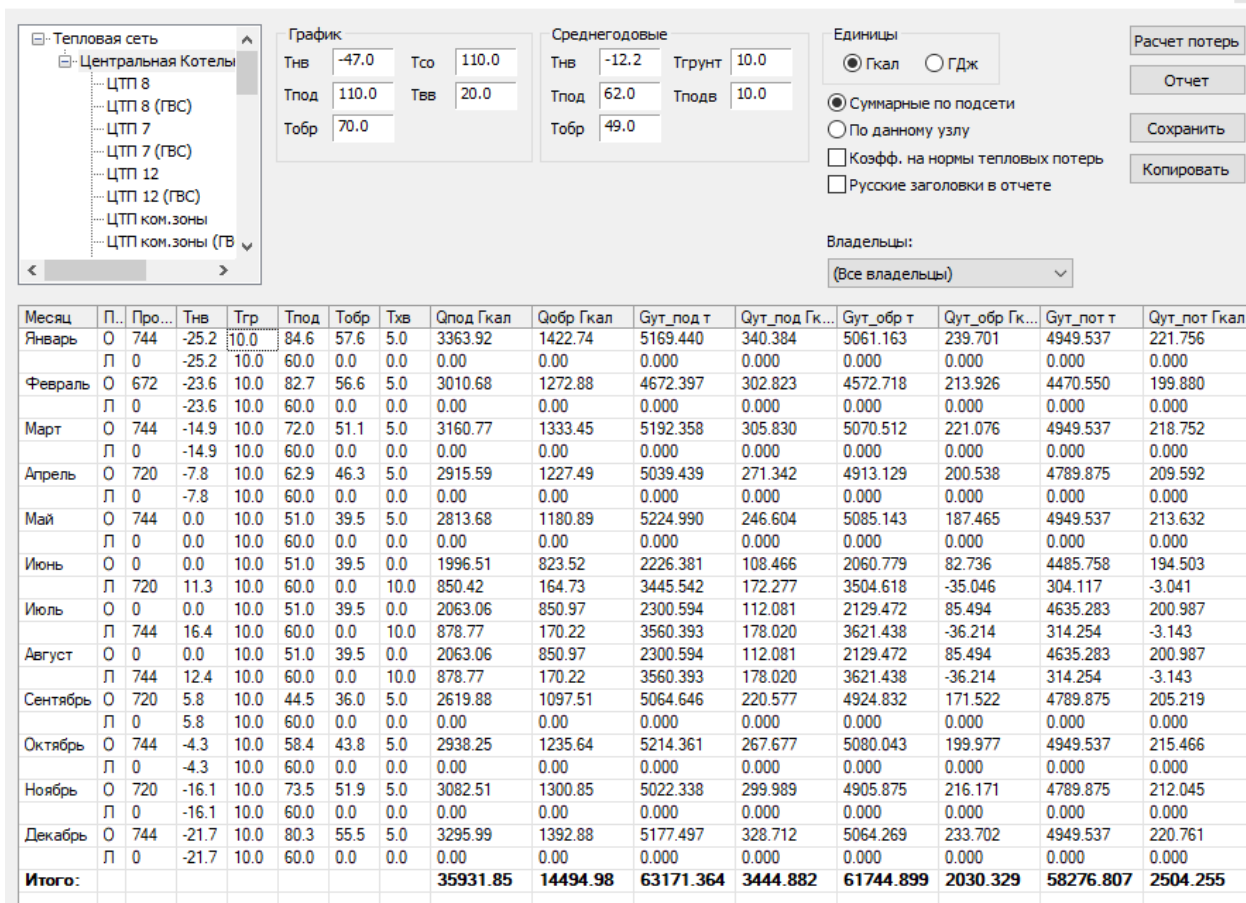 Тепловая сеть
Центральная Котелы
ЦТП 8
ЦТП 8 (ГВС)
ЦТП 7
ЦТП 7 (ГВС)
ЦТП 12
ЦТП 12 (ГВС)
ЦТП ком.зоны
ЦТП ком.зоны (ГВ
График
Тнв -47.0 Тсо 110.0
Тпод 110.0 Твв 20.0
Тобр 70.0
Среднегодовые
Тнв -12.2 Тгрунт 10.0
Тпод 62.0 Тподв 10.0
Тобр 49.0
Единицы
Гкал ГДж
Суммарные по подсети
По данному узлу
Коэфф. на нормы тепловых потерь
Русские заголовки в отчете
Владельцы:
(Все владельцы)
Расчет потерь
Отчет
Сохранить
Копировать
Месяц П.. Про... Тнв Тгр Тпод Тобр Тхв Qпод Гкал Qобр Гкал Gут_под т Qут_под Гк... Gут_обр т Qут_обр Гк... Gут_пот т Qут_пот Гкал
Январь О 744 -25.2 10.0 84.6 57.6 5.0 3363.92 1422.74 5169.440 340.384 5061.163 239.701 4949.537 221.756
Л 0 -25.2 10.0 60.0 0.0 0.0 0.00 0.00 0.000 0.000 0.000 0.000 0.000 0.000
Февраль О 672 -23.6 10.0 82.7 56.6 5.0 3010.68 1272.88 4672.397 302.823 4572.718 213.926 4470.550 199.880
Л 0 -23.6 10.0 60.0 0.0 0.0 0.00 0.00 0.000 0.000 0.000 0.000 0.000 0.000
Март О 744 -14.9 10.0 72.0 51.1 5.0 3160.77 1333.45 5192.358 305.830 5070.512 221.076 4949.537 218.752
Л 0 -14.9 10.0 60.0 0.0 0.0 0.00 0.00 0.000 0.000 0.000 0.000 0.000 0.000
Апрель О 720 -7.8 10.0 62.9 46.3 5.0 2915.59 1227.49 5039.439 271.342 4913.129 200.538 4789.875 209.592
Л 0 -7.8 10.0 60.0 0.0 0.0 0.00 0.00 0.000 0.000 0.000 0.000 0.000 0.000
Май О 744 0.0 10.0 51.0 39.5 5.0 2813.68 1180.89 5224.990 246.604 5085.143 187.465 4949.537 213.632
Л 0 0.0 10.0 60.0 0.0 0.0 0.00 0.00 0.000 0.000 0.000 0.000 0.000 0.000
Июнь О 0 0.0 10.0 51.0 39.5 0.0 1996.51 823.52 2226.381 108.466 2060.779 82.736 4485.758 194.503
Л 720 11.3 10.0 60.0 0.0 10.0 850.42 164.73 3445.542 172.277 3504.618 -35.046 304.117 -3.041
Июль О 0 0.0 10.0 51.0 39.5 0.0 2063.06 850.97 2300.594 112.081 2129.472 85.494 4635.283 200.987
Л 744 16.4 10.0 60.0 0.0 10.0 878.77 170.22 3560.393 178.020 3621.438 -36.214 314.254 -3.143
Август О 0 0.0 10.0 51.0 39.5 0.0 2063.06 850.97 2300.594 112.081 2129.472 85.494 4635.283 200.987
Л 744 12.4 10.0 60.0 0.0 10.0 878.77 170.22 3560.393 178.020 3621.438 -36.214 314.254 -3.143
Сентябрь О 720 5.8 10.0 44.5 36.0 5.0 2619.88 1097.51 5064.646 220.577 4924.832 171.522 4789.875 205.219
Л 0 5.8 10.0 60.0 0.0 0.0 0.00 0.00 0.000 0.000 0.000 0.000 0.000 0.000
Октябрь О 744 -4.3 10.0 58.4 43.8 5.0 2938.25 1235.64 5214.361 267.677 5080.043 199.977 4949.537 215.466
Л 0 -4.3 10.0 60.0 0.0 0.0 0.00 0.00 0.000 0.000 0.000 0.000 0.000 0.000
Ноябрь О 720 -16.1 10.0 73.5 51.9 5.0 3082.51 1300.85 5022.338 299.989 4905.875 216.171 4789.875 212.045
Л 0 -16.1 10.0 60.0 0.0 0.0 0.00 0.00 0.000 0.000 0.000 0.000 0.000 0.000
Декабрь О 744 -21.7 10.0 80.3 55.5 5.0 3295.99 1392.88 5177.497 328.712 5064.269 233.702 4949.537 220.761
Л 0 -21.7 10.0 60.0 0.0 0.0 0.00 0.00 0.000 0.000 0.000 0.000 0.000 0.000
Итого: 35931.85 14494.98 63171.364 3444.882 61744.899 2030.329 58276.807 2504.255